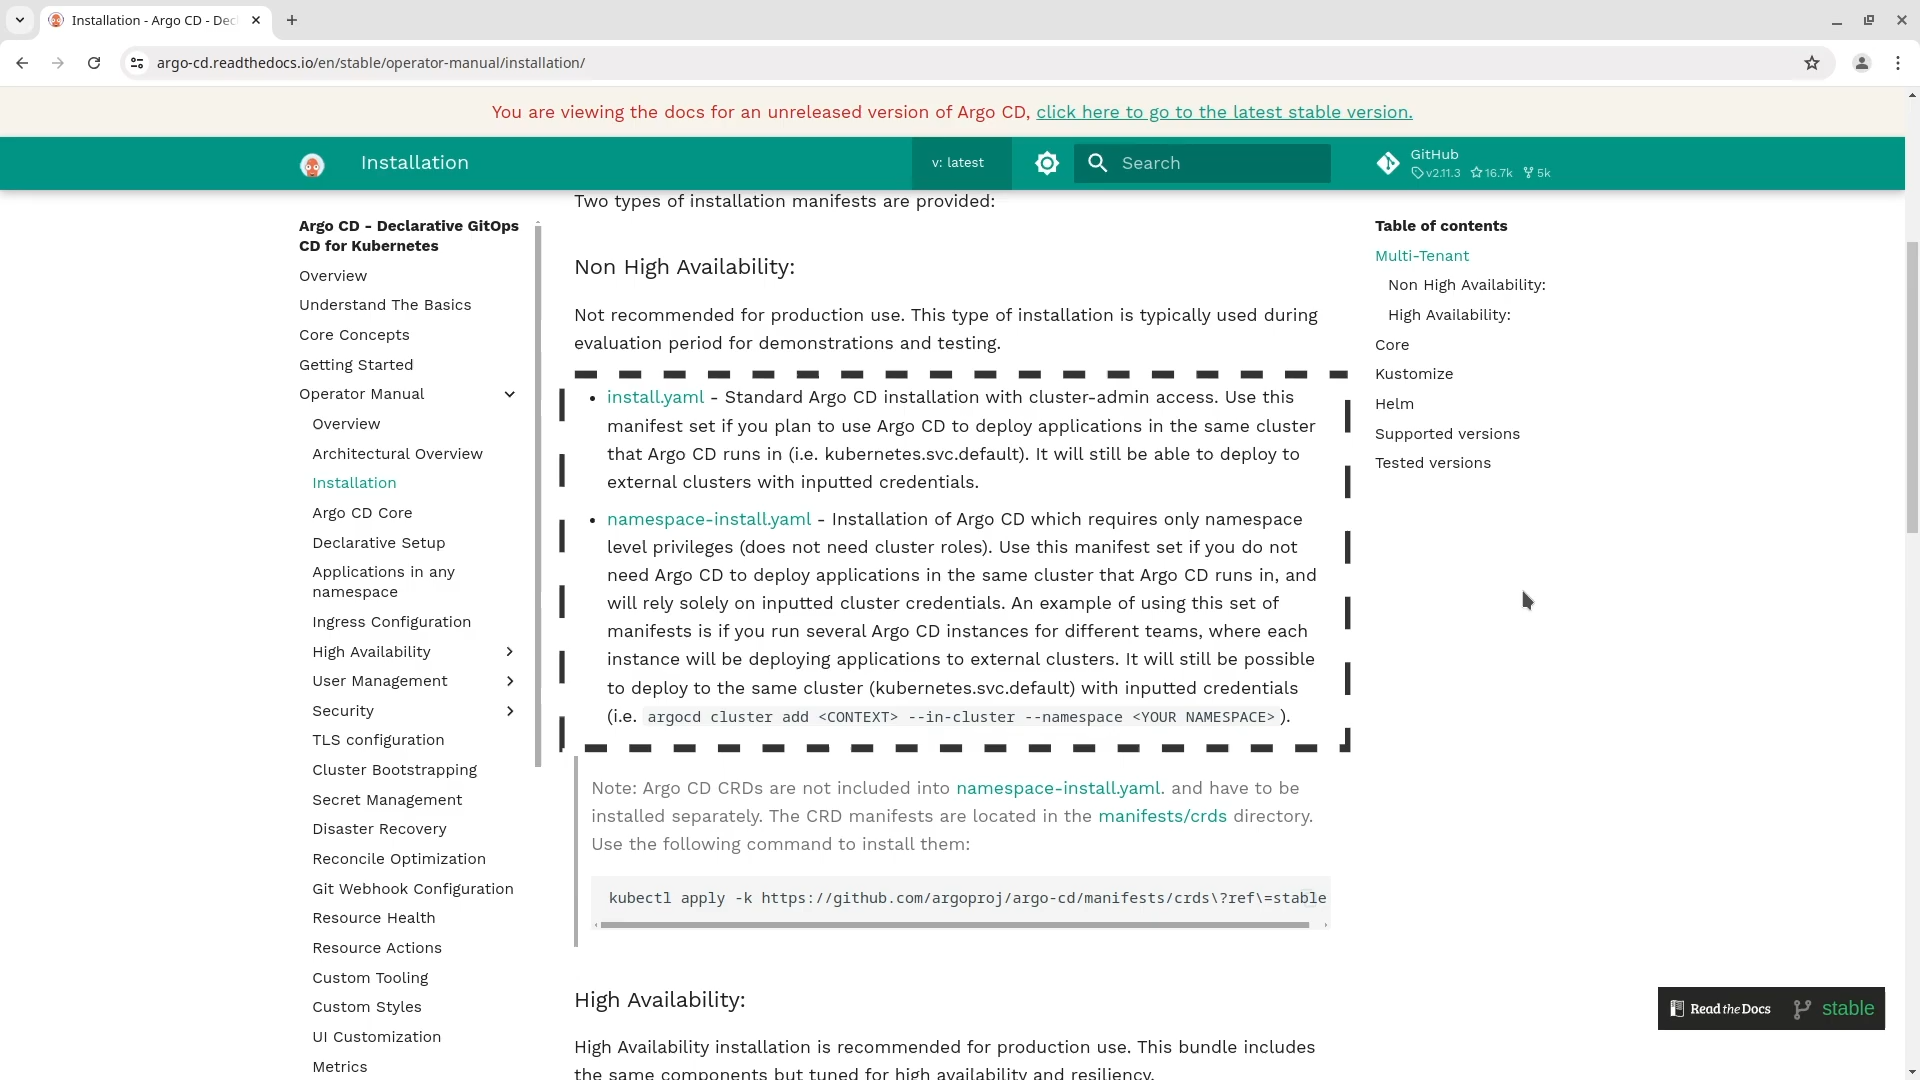 Installation - Argo CD - Dec
argo-cd.readthedocs.io/en/stable/operator-manual/installation/
You are viewing the docs for an unreleased version of Argo CD, click here to go to the latest stable version.
Installation
v: latest
Search
GitHub
v2.11.3 16.7k 5k
Argo CD - Declarative GitOps
CD for Kubernetes
Overview
Understand The Basics
Core Concepts
Getting Started
Operator Manual
Overview
Architectural Overview
Installation
Argo CD Core
Declarative Setup
Applications in any
namespace
Ingress Configuration
High Availability
User Management
Security
TLS configuration
Cluster Bootstrapping
Secret Management
Disaster Recovery
Reconcile Optimization
Git Webhook Configuration
Resource Health
Resource Actions
Custom Tooling
Custom Styles
UI Customization
Metrics
Two types of installation manifests are provided:
Non High Availability:
Not recommended for production use. This type of installation is typically used during
evaluation period for demonstrations and testing.
• install.yaml - Standard Argo CD installation with cluster-admin access. Use this
manifest set if you plan to use Argo CD to deploy applications in the same cluster
that Argo CD runs in (i.e. kubernetes.svc.default). It will still be able to deploy to
external clusters with inputted credentials.
• namespace-install.yaml - Installation of Argo CD which requires only namespace
level privileges (does not need cluster roles). Use this manifest set if you do not
need Argo CD to deploy applications in the same cluster that Argo CD runs in, and
will rely solely on inputted cluster credentials. An example of using this set of
manifests is if you run several Argo CD instances for different teams, where each
instance will be deploying applications to external clusters. It will still be possible
to deploy to the same cluster (kubernetes.svc.default) with inputted credentials
(i.e. argocd cluster add <CONTEXT> --in-cluster --namespace <YOUR NAMESPACE> ).
Note: Argo CD CRDs are not included into namespace-install.yaml. and have to be
installed separately. The CRD manifests are located in the manifests/crds directory.
Use the following command to install them:
kubectl apply -k https://github.com/argoproj/argo-cd/manifests/crds\?ref\=stable
High Availability:
High Availability installation is recommended for production use. This bundle includes
the same components but tuned for high availability and resiliency.
Table of contents
Multi-Tenant
Non High Availability:
High Availability:
Core
Kustomize
Helm
Supported versions
Tested versions
Read the Docs
stable